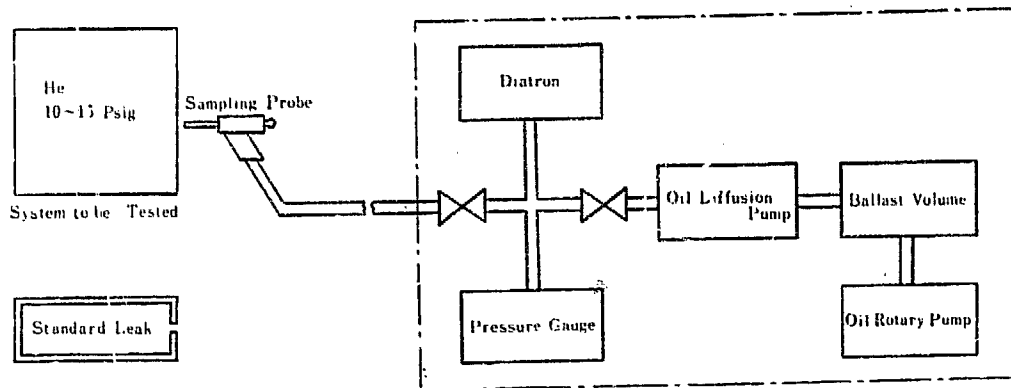 He
10~15 Psig
Sampling Probe
System to be Tested
Standard Leak
Diatron
Pressure Gauge
Oil Diffusion
Pump
Ballast Volume
Oil Rotary Pump